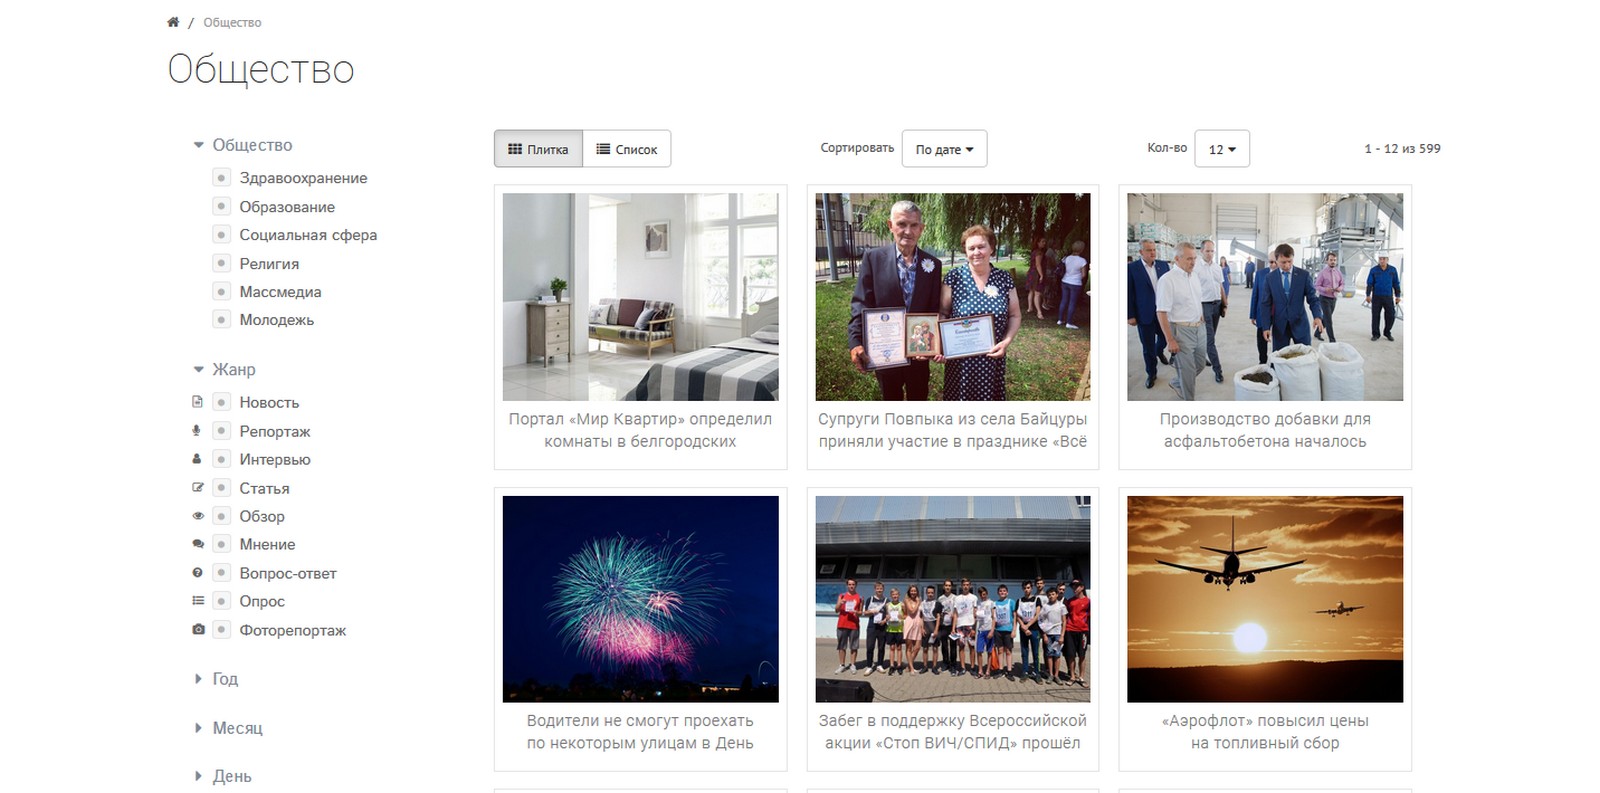 / Общество
Общество
Общество
Здравоохранение
Образование
Социальная сфера
Религия
Массмедиа
Молодежь
Жанр
Новость
Репортаж
Интервью
Статья
Обзор
Мнение
Вопрос-ответ
Опрос
Фоторепортаж
Год
Месяц
День
Плитка Список Сортировать По дате Кол-во 12 1 - 12 из 599
Портал «Мир Квартир» определил
комнаты в белгородских
Супруги Повпыка из села Байцуры
приняли участие в празднике «Всё
Производство добавки для
асфальтобетона началось
Водители не смогут проехать
по некоторым улицам в День
Забег в поддержку Всероссийской
акции «Стоп ВИЧ/СПИД» прошёл
«Аэрофлот» повысил цены
на топливный сбор